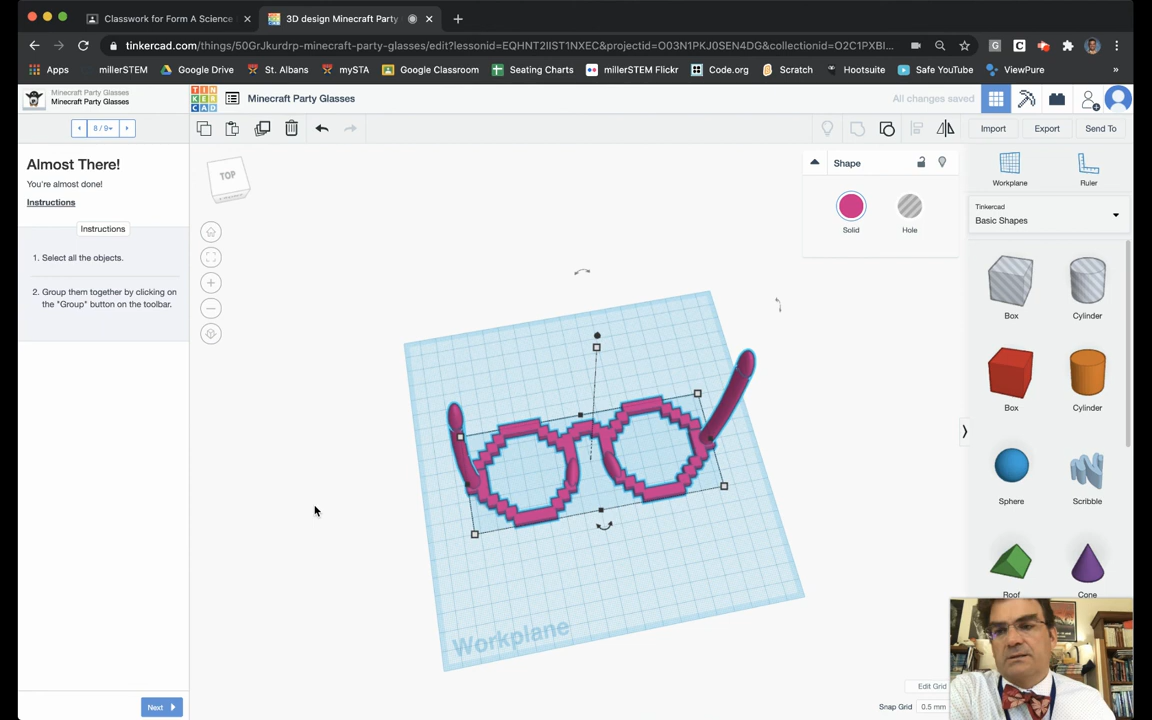 Classwork for Form A Science
3D design Minecraft Party
tinkercad.com/things/50GrJkurdrp-minecraft-party-glasses/edit?lessonid=EQHNT2IIST1NXEC&projectid=O03N1PKJ0SEN4DG&collectionid=O2C1PXBI...
Apps millerSTEM Google Drive St. Albans mySTA Google Classroom Seating Charts millerSTEM Flickr Code.org Scratch Hootsuite Safe YouTube ViewPure »
Minecraft Party Glasses
Minecraft Party Glasses
TIN
KER
CAD
Minecraft Party Glasses
All changes saved
8 / 9
Import Export Send To
Almost There!
You're almost done!
Instructions
Instructions
1. Select all the objects.
2. Group them together by clicking on
the "Group" button on the toolbar.
Next
TOP
Shape
Solid
Hole
Workplane
Ruler
Tinkercad
Basic Shapes
Box
Cylinder
Box
Cylinder
Sphere
Scribble
Roof
Cone
Workplane
Edit Grid
Snap Grid 0.5 mm